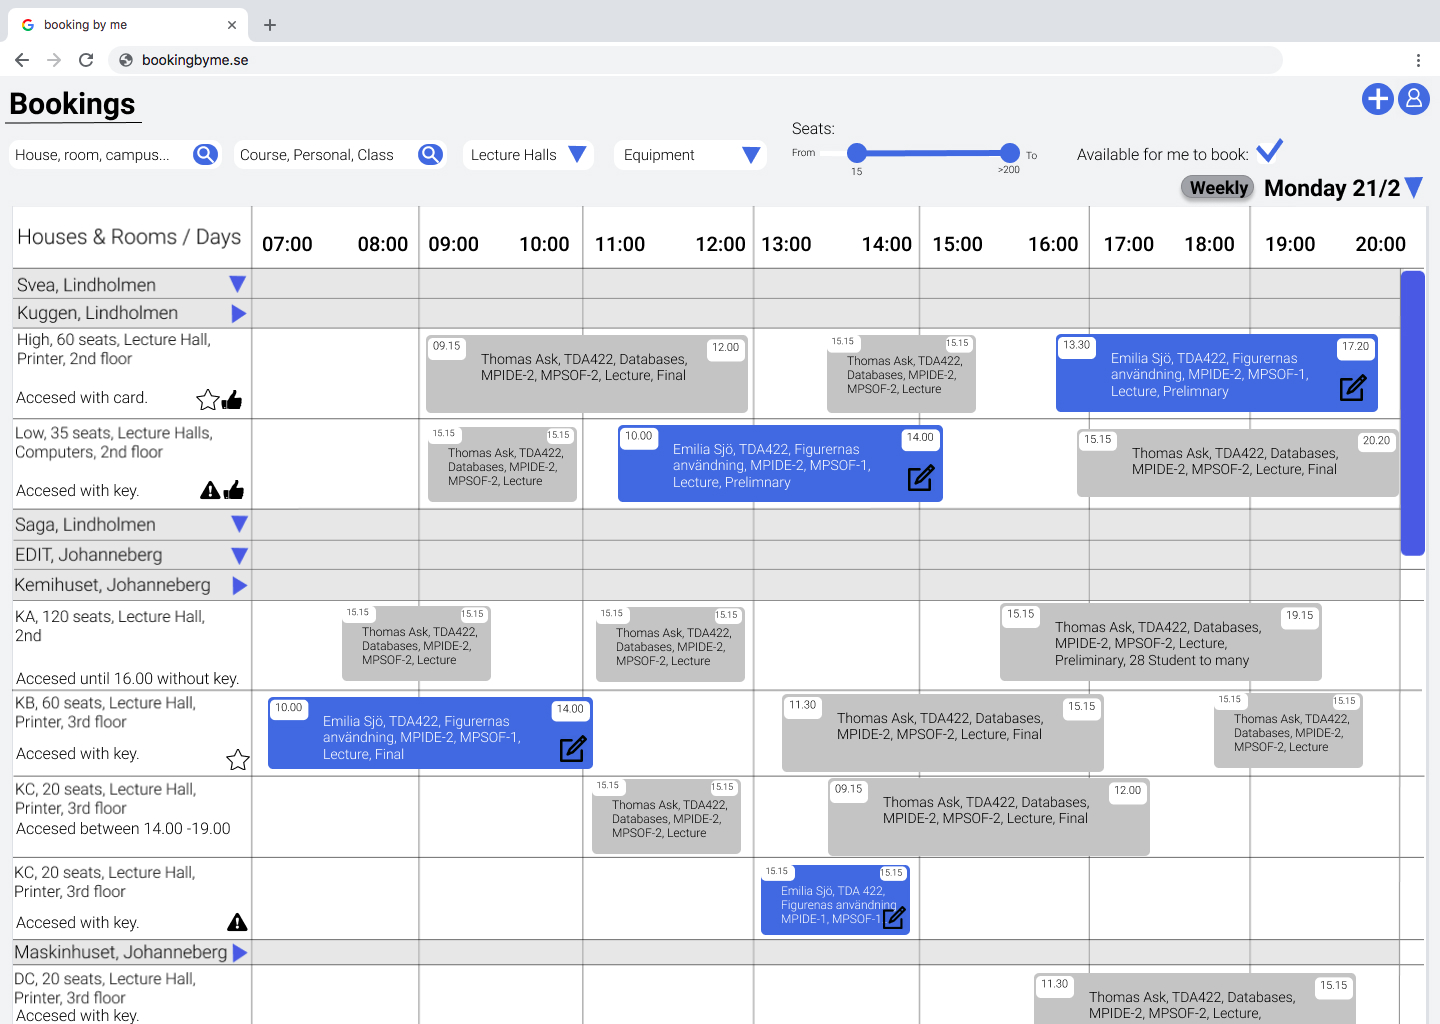 booking by me
bookingbyme.se
Bookings
Seats:
House, room, campus...
Course, Personal, Class
Lecture Halls
Equipment
From
To
15
>200
Available for me to book:
Weekly
Monday 21/2
Houses & Rooms / Days
07:00
08:00
09:00
10:00
11:00
12:00
13:00
14:00
15:00
16:00
17:00
18:00
19:00
20:00
Svea, Lindholmen
Kuggen, Lindholmen
High, 60 seats, Lecture Hall,
Printer, 2nd floor
Accesed with card.
09.15
12.00
Thomas Ask, TDA422, Databases,
MPIDE-2, MPSOF-2, Lecture, Final
15.15
15.15
Thomas Ask, TDA422,
Databases, MPIDE-2,
MPSOF-2, Lecture
13.30
17.20
Emilia Sjö, TDA422, Figurernas
användning, MPIDE-2, MPSOF-1,
Lecture, Prelimnary
Low, 35 seats, Lecture Halls,
Computers, 2nd floor
Accesed with key.
15.15
15.15
Thomas Ask, TDA422,
Databases, MPIDE-2,
MPSOF-2, Lecture
10.00
14.00
Emilia Sjö, TDA422, Figurernas
användning, MPIDE-2, MPSOF-1,
Lecture, Prelimnary
15.15
20.20
Thomas Ask, TDA422, Databases,
MPIDE-2, MPSOF-2, Lecture, Final
Saga, Lindholmen
EDIT, Johanneberg
Kemihuset, Johanneberg
KA, 120 seats, Lecture Hall,
2nd
Accesed until 16.00 without key.
15.15
15.15
Thomas Ask, TDA422,
Databases, MPIDE-2,
MPSOF-2, Lecture
15.15
15.15
Thomas Ask, TDA422,
Databases, MPIDE-2,
MPSOF-2, Lecture
15.15
19.15
Thomas Ask, TDA422, Databases,
MPIDE-2, MPSOF-2, Lecture,
Preliminary, 28 Student to many
KB, 60 seats, Lecture Hall,
Printer, 3rd floor
Accesed with key.
10.00
14.00
Emilia Sjö, TDA422, Figurernas
användning, MPIDE-2, MPSOF-1,
Lecture, Final
11.30
15.15
Thomas Ask, TDA422, Databases,
MPIDE-2, MPSOF-2, Lecture, Final
15.15
15.15
Thomas Ask, TDA422,
Databases, MPIDE-2,
MPSOF-2, Lecture
KC, 20 seats, Lecture Hall,
Printer, 3rd floor
Accesed between 14.00 -19.00
15.15
15.15
Thomas Ask, TDA422,
Databases, MPIDE-2,
MPSOF-2, Lecture
09.15
12.00
Thomas Ask, TDA422, Databases,
MPIDE-2, MPSOF-2, Lecture, Final
KC, 20 seats, Lecture Hall,
Printer, 3rd floor
Accesed with key.
15.15
15.15
Emilia Sjö, TDA 422,
Figurenas användning
MPIDE-1, MPSOF-1
Maskinhuset, Johanneberg
DC, 20 seats, Lecture Hall,
Printer, 3rd floor
Accesed with key.
11.30
15.15
Thomas Ask, TDA422, Databases,
MPIDE-2, MPSOF-2, Lecture,